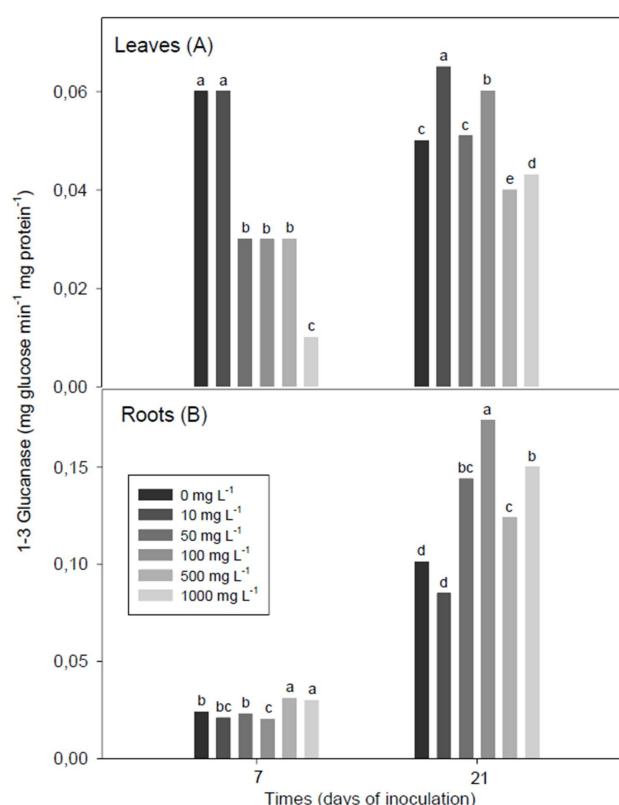 Leaves (A)
1-3 Glucanase (mg glucose min⁻¹ mg protein⁻¹)
0,06
0,04
0,02
0,00
a a b b b c
c a c b e d
Roots (B)
0,15
0,10
0,05
0,00
0 mg L⁻¹
10 mg L⁻¹
50 mg L⁻¹
100 mg L⁻¹
500 mg L⁻¹
1000 mg L⁻¹
b bc b c a a
d d bc a c b
7 21
Times (days of inoculation)